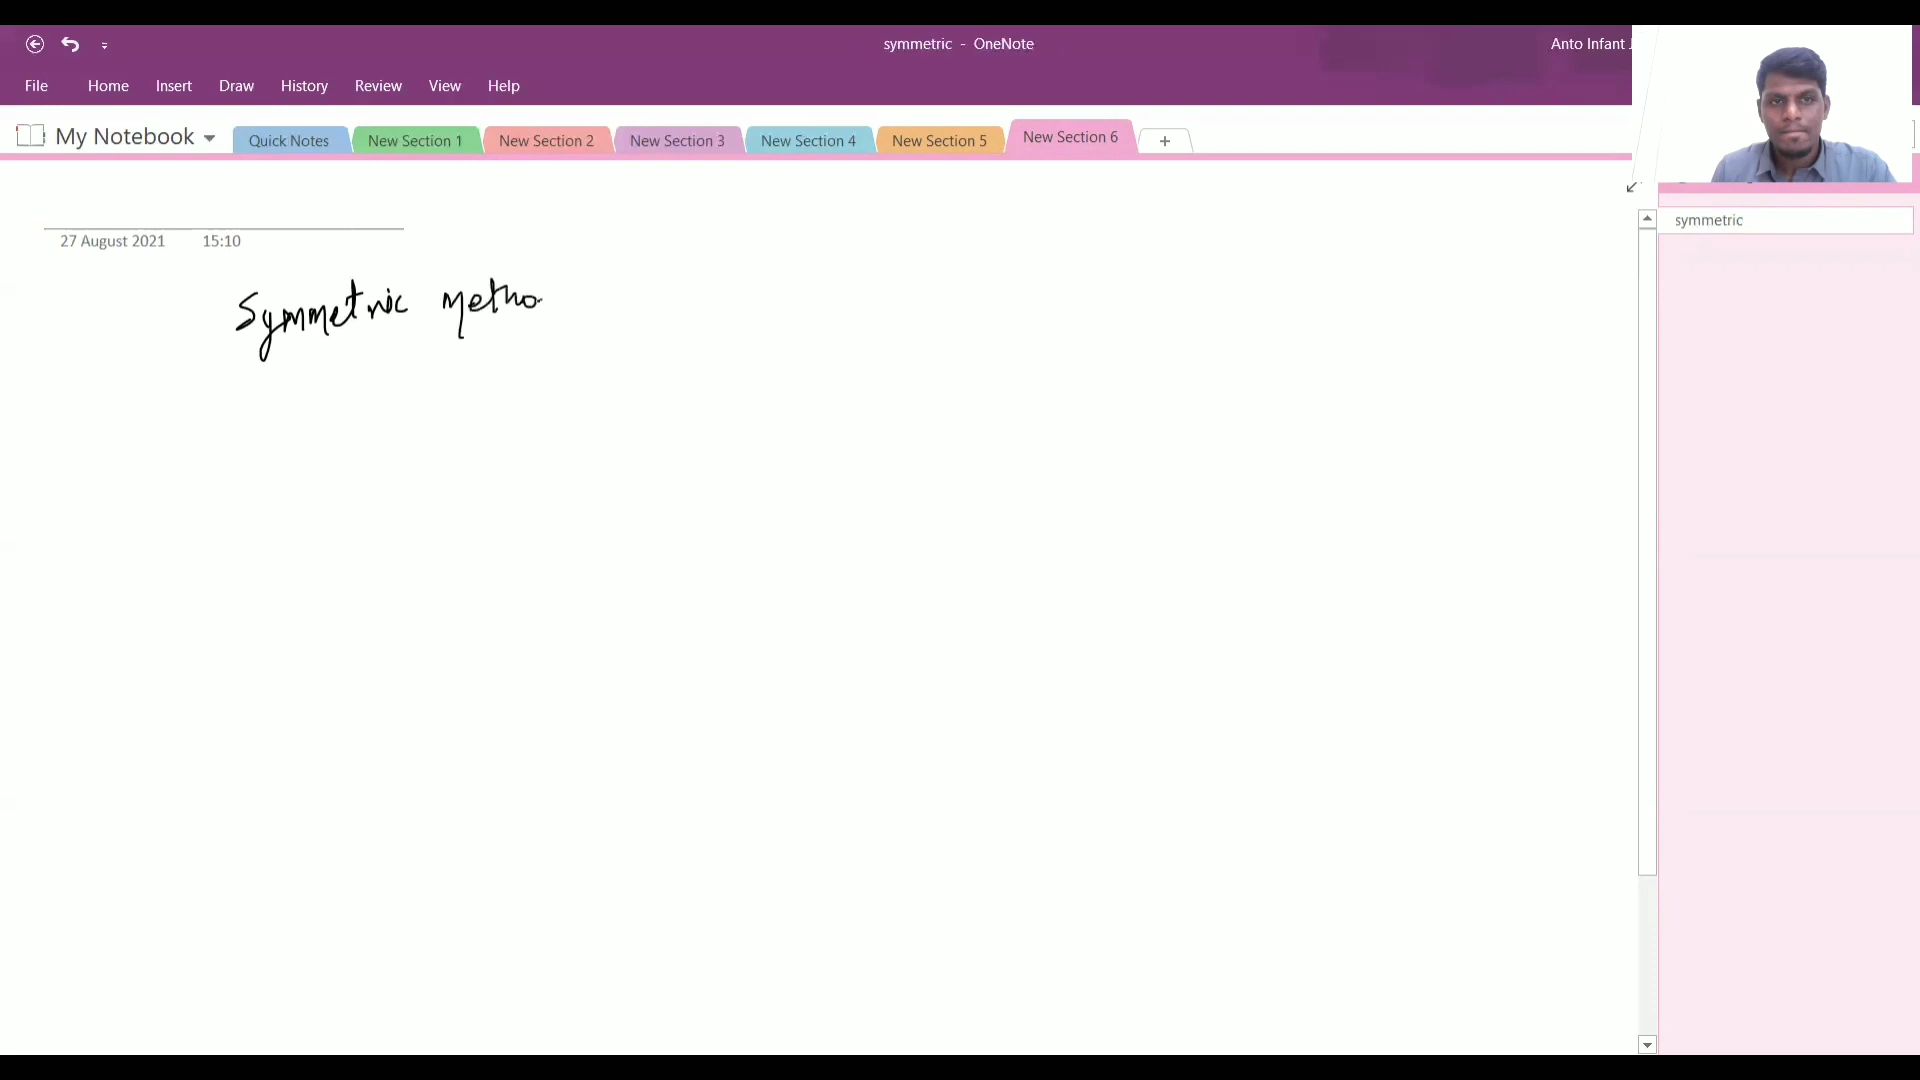 symmetric - OneNote
Anto Infant J
File Home Insert Draw History Review View Help
My Notebook Quick Notes New Section 1 New Section 2 New Section 3 New Section 4 New Section 5 New Section 6 +
symmetric
27 August 2021 15:10
Symmetric metho